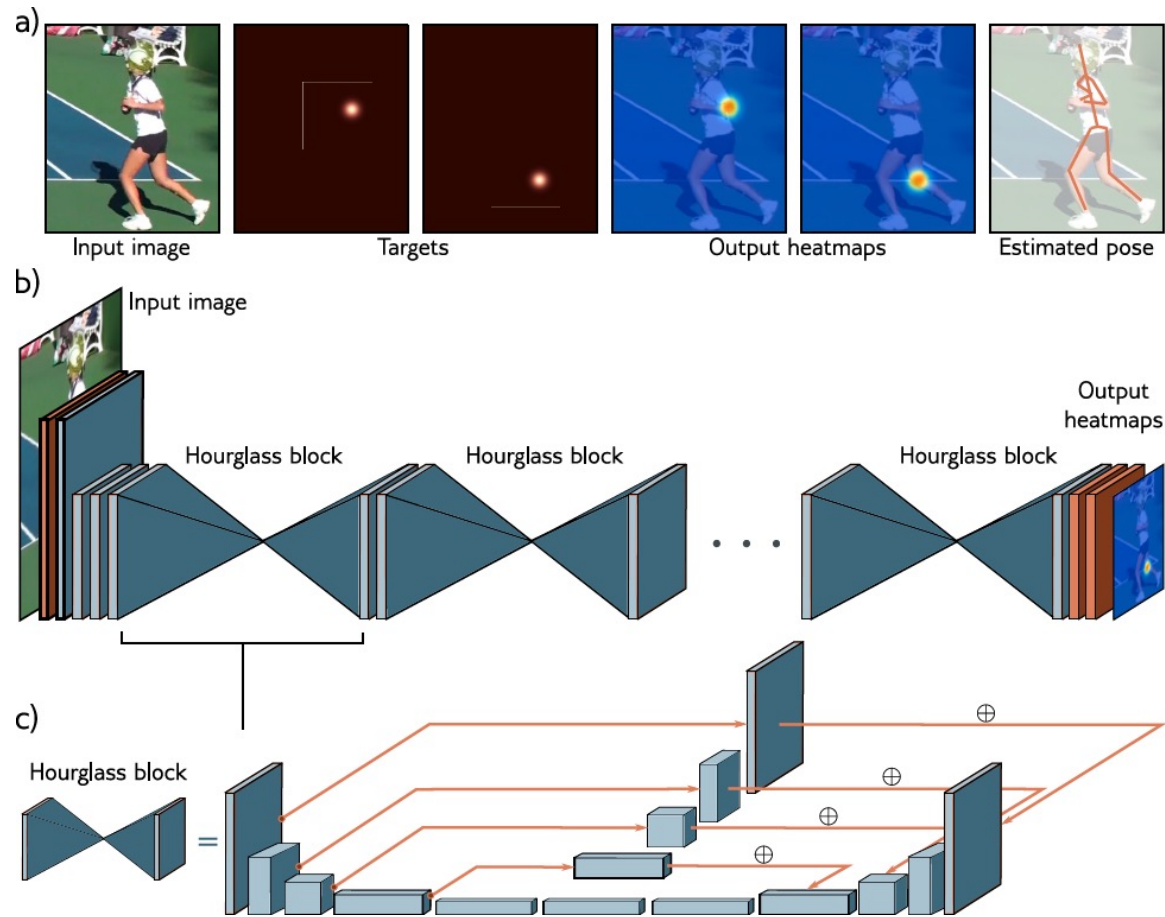 a)
Input image
Targets
Output heatmaps
Estimated pose
b)
Input image
Hourglass block
Hourglass block
Hourglass block
Output
heatmaps
c)
Hourglass block
=